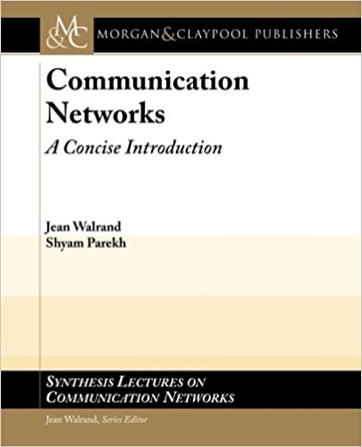 M
&C MORGAN&CLAYPOOL PUBLISHERS
Communication
Networks
A Concise Introduction
Jean Walrand
Shyam Parekh
SYNTHESIS LECTURES ON
COMMUNICATION NETWORKS
Jean Walrand, Series Editor